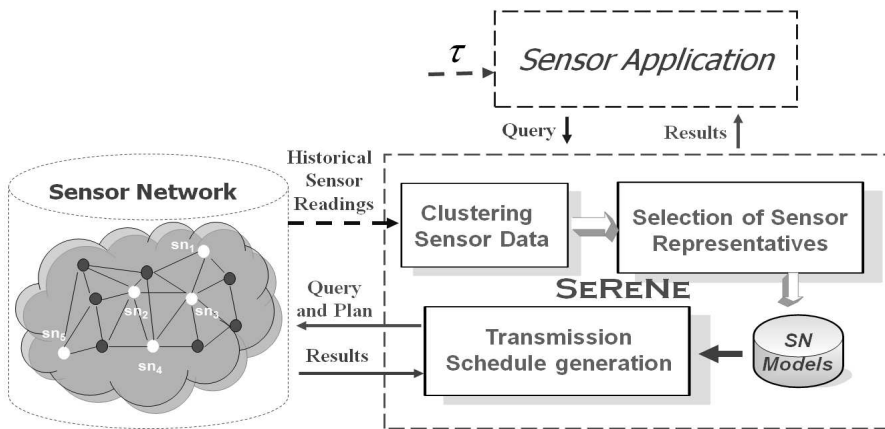 τ
Sensor Application
Query
Results
Historical
Sensor
Readings
Sensor Network
Clustering
Sensor Data
Selection of Sensor
Representatives
sn1
sn2
sn3
sn4
sn5
SERENE
Query
and Plan
Results
Transmission
Schedule generation
SN
Models